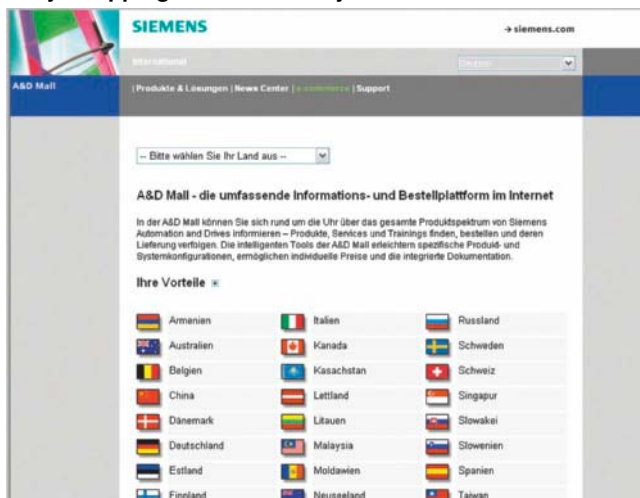 SIEMENS
→ siemens.com
International
A&D Mall
| Produkte & Lösungen | News Center | e-commerce | Support
-- Bitte wählen Sie Ihr Land aus --
A&D Mall - die umfassende Informations- und Bestellplattform im Internet
In der A&D Mall können Sie sich rund um die Uhr über das gesamte Produktspektrum von Siemens
Automation and Drives informieren – Produkte, Services und Trainings finden, bestellen und deren
Lieferung verfolgen. Die intelligenten Tools der A&D Mall erleichtern spezifische Produkt- und
Systemkonfigurationen, ermöglichen individuelle Preise und die integrierte Dokumentation.
Ihre Vorteile
Armenien Italien Russland
Australien Kanada Schweden
Belgien Kasachstan Schweiz
China Lettland Singapur
Dänemark Litauen Slowakei
Deutschland Malaysia Slowenien
Estland Moldawien Spanien
Finnland Neuseeland Taiwan